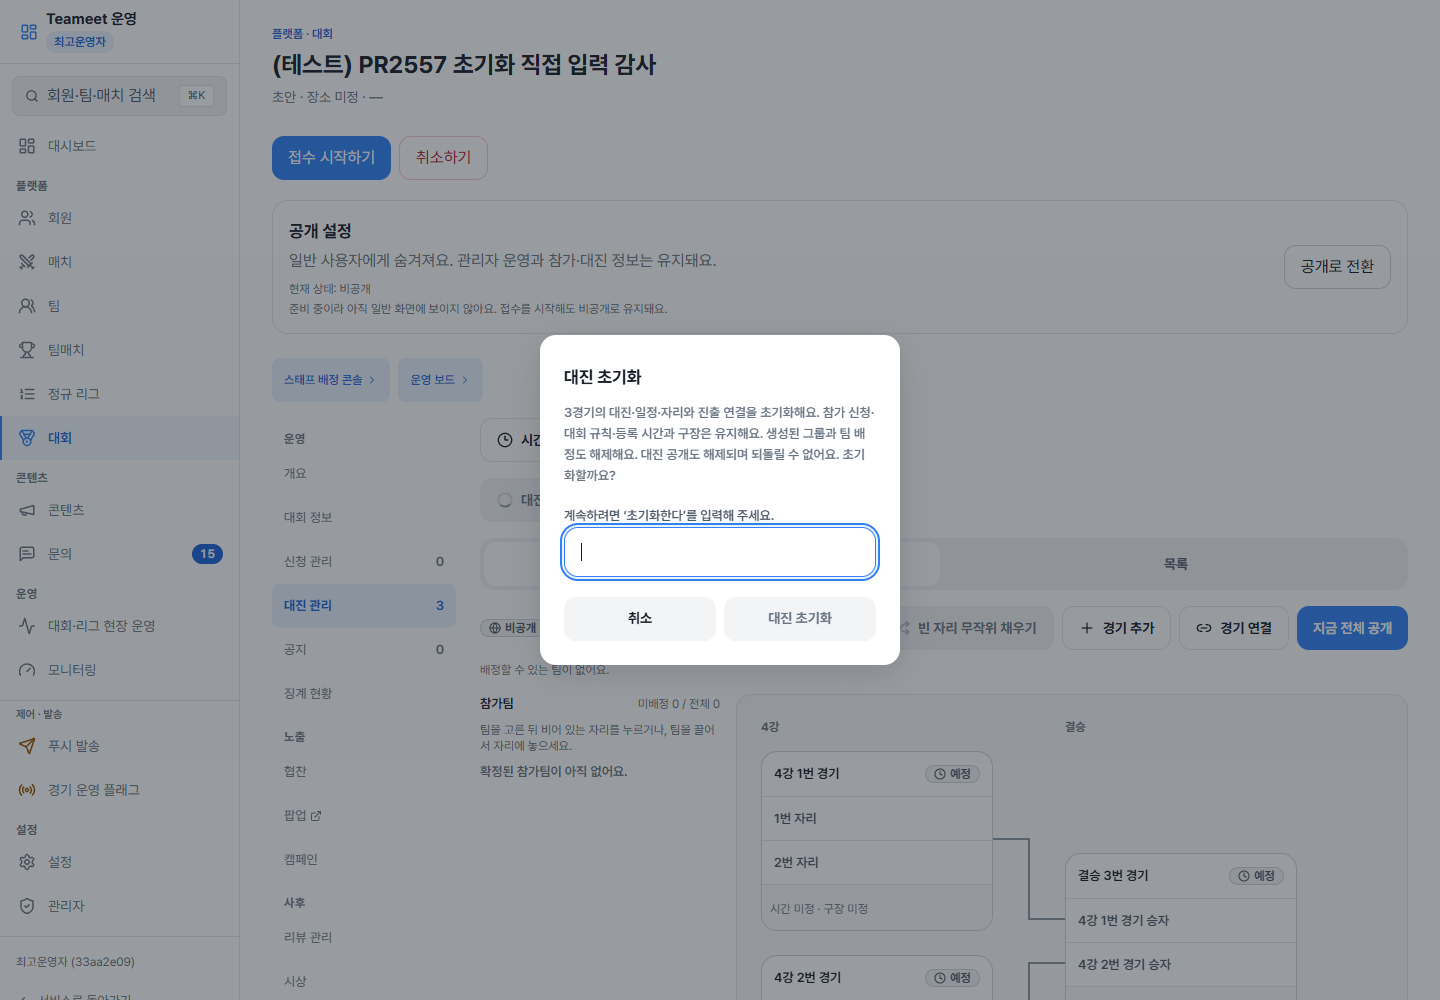 Teameet 운영
최고운영자
회원·팀·매치 검색
⌘K
대시보드
플랫폼
회원
매치
팀
팀매치
정규 리그
대회
콘텐츠
콘텐츠
문의
15
운영
대회·리그 현장 운영
모니터링
제어 · 발송
푸시 발송
경기 운영 플래그
설정
설정
관리자
최고운영자 (33aa2e09)
플랫폼 · 대회
(테스트) PR2557 초기화 직접 입력 감사
초안 · 장소 미정 · —
접수 시작하기
취소하기
공개 설정
일반 사용자에게 숨겨져요. 관리자 운영과 참가·대진 정보는 유지돼요.
현재 상태: 비공개
준비 중이라 아직 일반 화면에 보이지 않아요. 접수를 시작해도 비공개로 유지돼요.
공개로 전환
스태프 배정 콘솔
운영 보드
운영
개요
대회 정보
신청 관리
0
대진 관리
3
공지
0
징계 현황
노출
협찬
팝업
캠페인
사후
리뷰 관리
시상
대진 초기화
3경기의 대진·일정·자리와 진출 연결을 초기화해요. 참가 신청·
대회 규칙·등록 시간과 구장은 유지해요. 생성된 그룹과 팀 배
정도 해제해요. 대진 공개도 해제되며 되돌릴 수 없어요. 초기
화할까요?
계속하려면 ‘초기화한다’를 입력해 주세요.
취소
대진 초기화
목록
비공개
빈 자리 무작위 채우기
경기 추가
경기 연결
지금 전체 공개
배정할 수 있는 팀이 없어요.
참가팀
미배정 0 / 전체 0
팀을 고른 뒤 비어 있는 자리를 누르거나, 팀을 끌어
서 자리에 놓으세요.
확정된 참가팀이 아직 없어요.
4강
4강 1번 경기
예정
1번 자리
2번 자리
시간 미정 · 구장 미정
4강 2번 경기
예정
결승
결승 3번 경기
예정
4강 1번 경기 승자
4강 2번 경기 승자